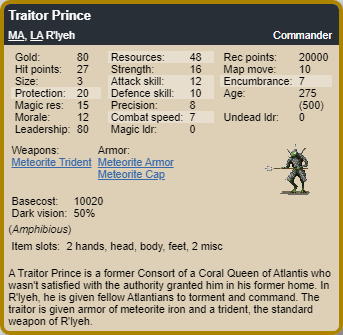 Traitor Prince
MA, LA R'lyeh Commander
Gold: 80 Resources: 48 Rec points: 20000
Hit points: 27 Strength: 16 Map move: 10
Size: 3 Attack skill: 12 Encumbrance: 7
Protection: 20 Defence skill: 10 Age: 275
Magic res: 15 Precision: 8 (500)
Morale: 12 Combat speed: 7 Undead ldr: 0
Leadership: 80 Magic ldr: 0
Weapons: Armor:
Meteorite Trident Meteorite Armor
Meteorite Cap
Basecost: 10020
Dark vision: 50%
(Amphibious)
Item slots: 2 hands, head, body, feet, 2 misc
A Traitor Prince is a former Consort of a Coral Queen of Atlantis who
wasn't satisfied with the authority granted him in his former home. In
R'lyeh, he is given fellow Atlantians to torment and command. The
traitor is given armor of meteorite iron and a trident, the standard
weapon of R'lyeh.